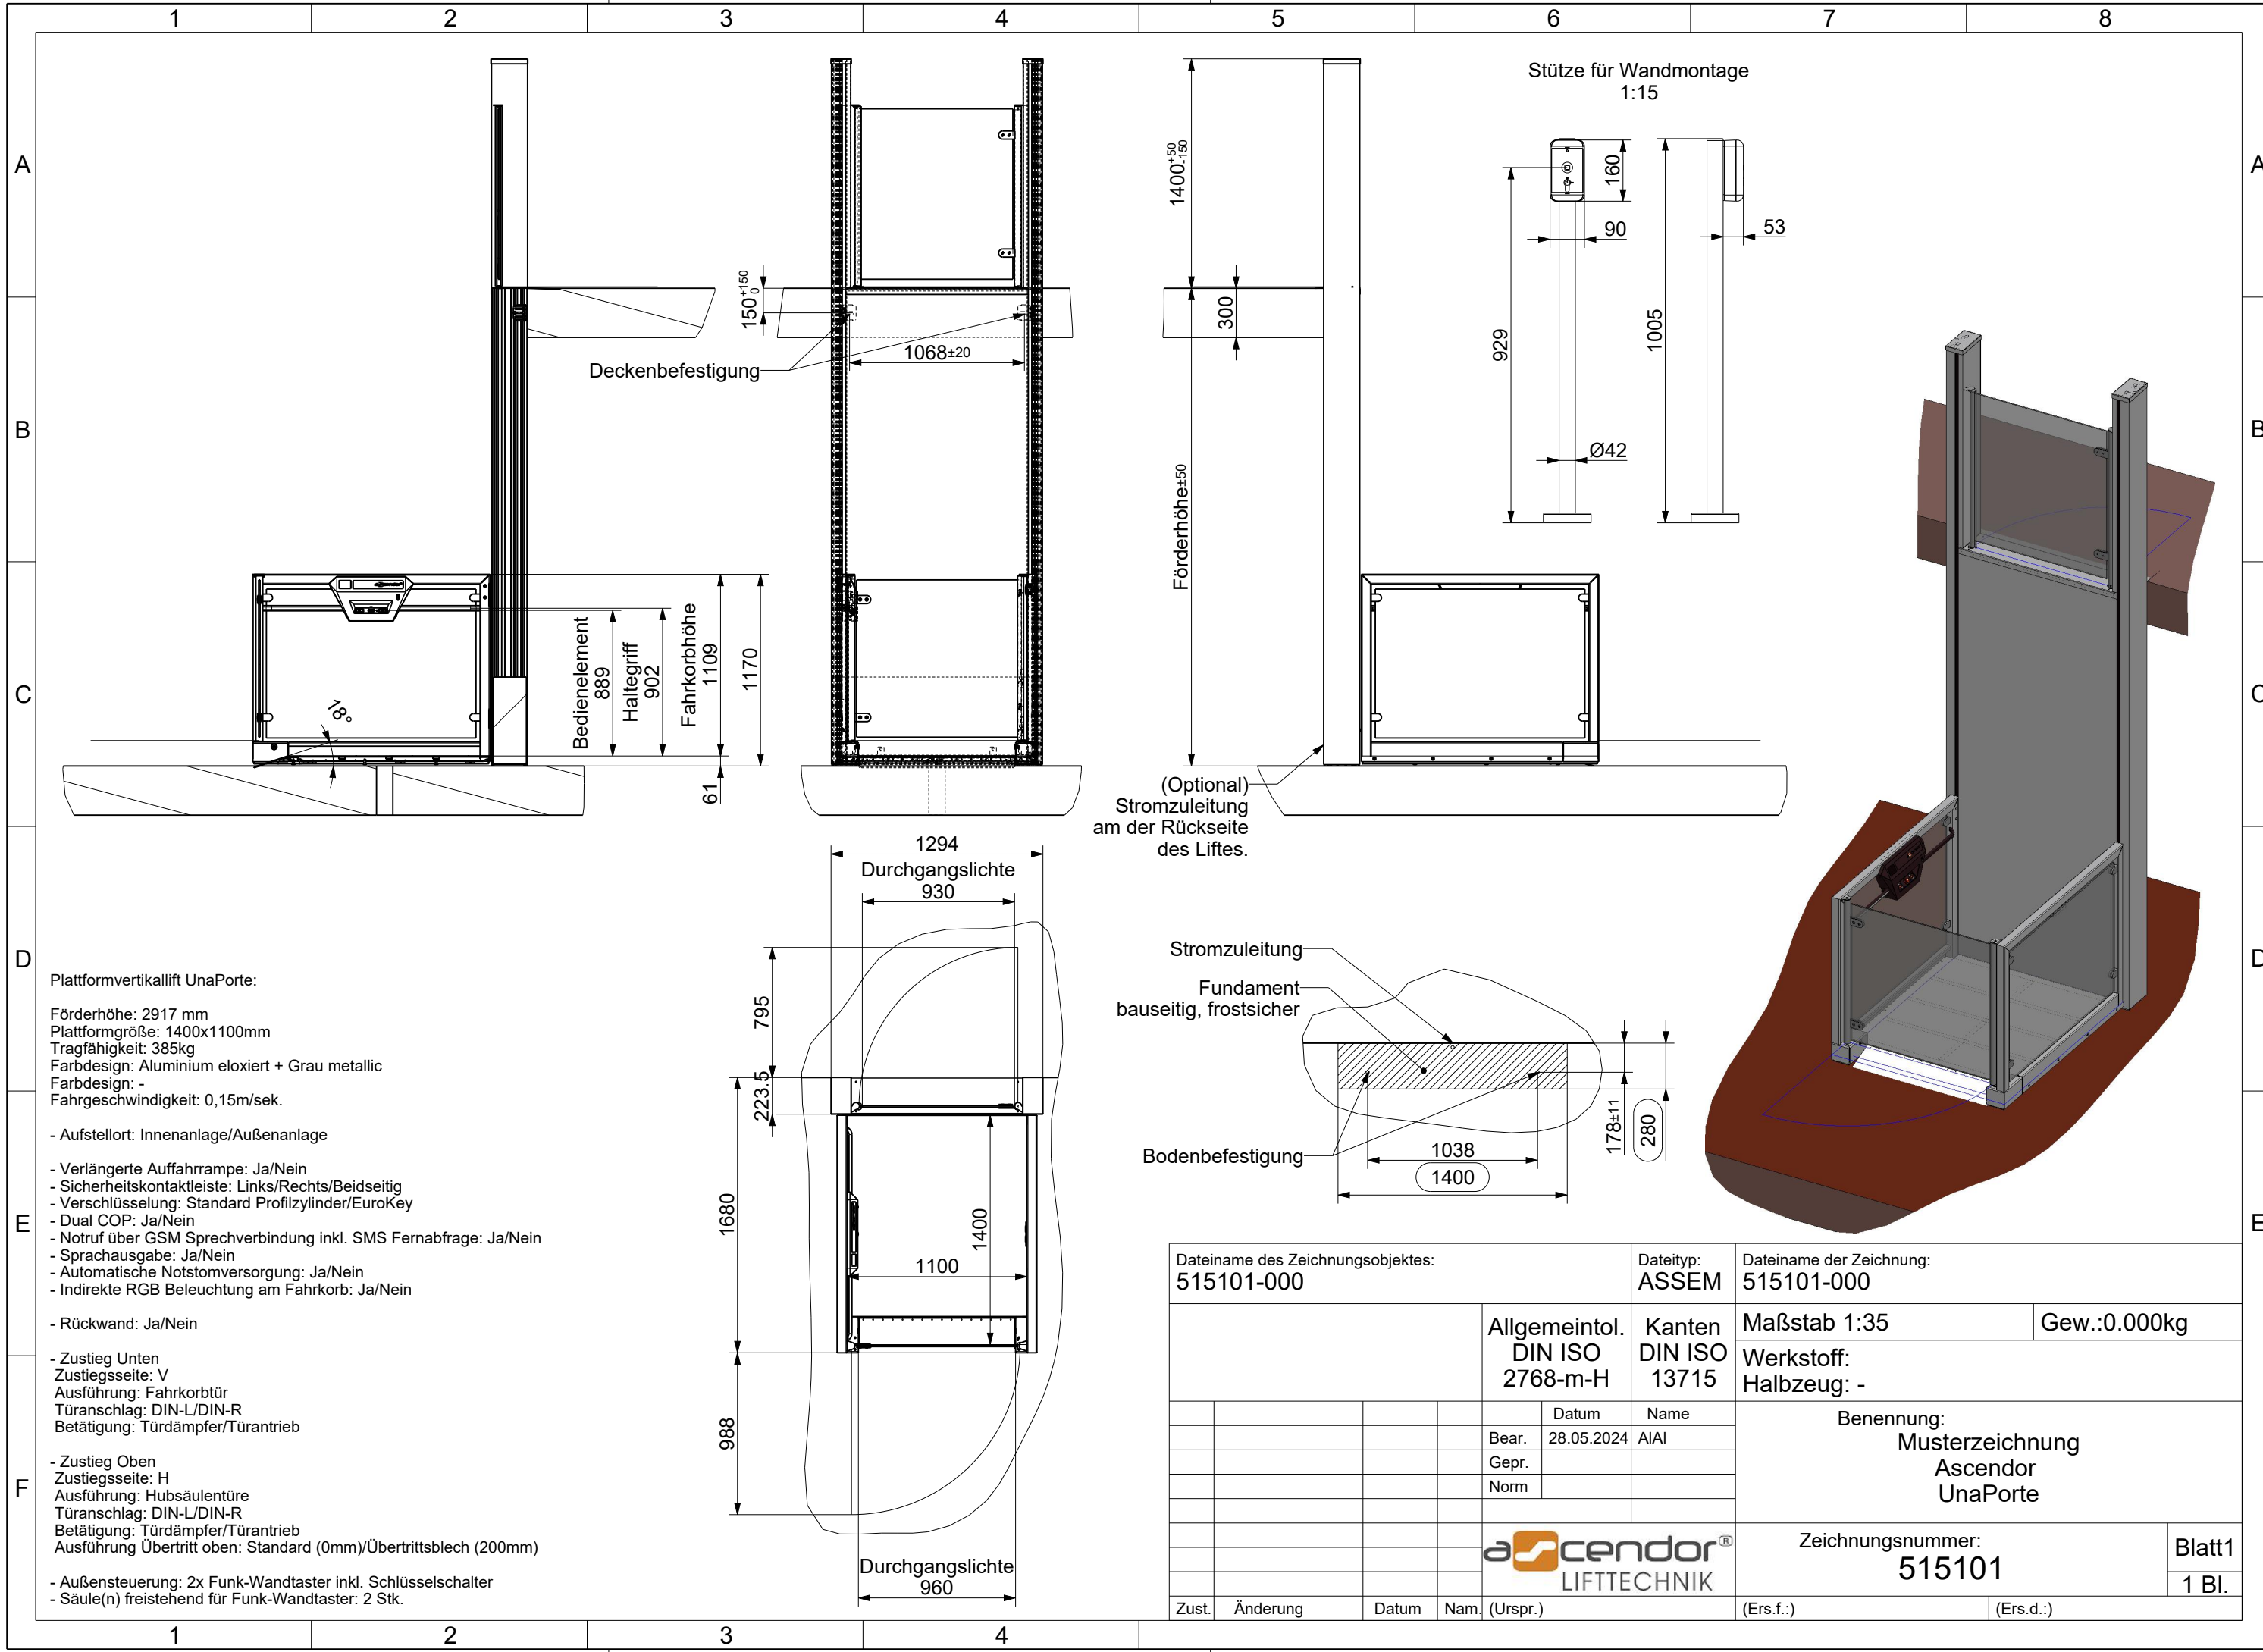 1 2 3 4 5 6 7 8
A
B
C
D
E
F
A
B
C
D
E
1 2 3 4
Stütze für Wandmontage
1:15
160
90
53
929
1005
Ø42
1400 +50 -150
300
Förderhöhe±50
150 +150 0
1068±20
Deckenbefestigung
18°
Bedienelement
889
Haltegriff
902
Fahrkorbhöhe
1109
1170
61
(Optional)
Stromzuleitung
am der Rückseite
des Liftes.
1294
Durchgangslichte
930
795
223.5
1680
1400
1100
988
Durchgangslichte
960
Stromzuleitung
Fundament
bauseitig, frostsicher
Bodenbefestigung
1038
1400
178±11
280
Plattformvertikallift UnaPorte:
Förderhöhe: 2917 mm
Plattformgröße: 1400x1100mm
Tragfähigkeit: 385kg
Farbdesign: Aluminium eloxiert + Grau metallic
Farbdesign: -
Fahrgeschwindigkeit: 0,15m/sek.
- Aufstellort: Innenanlage/Außenanlage
- Verlängerte Auffahrrampe: Ja/Nein
- Sicherheitskontaktleiste: Links/Rechts/Beidseitig
- Verschlüsselung: Standard Profilzylinder/EuroKey
- Dual COP: Ja/Nein
- Notruf über GSM Sprechverbindung inkl. SMS Fernabfrage: Ja/Nein
- Sprachausgabe: Ja/Nein
- Automatische Notstomversorgung: Ja/Nein
- Indirekte RGB Beleuchtung am Fahrkorb: Ja/Nein
- Rückwand: Ja/Nein
- Zustieg Unten
Zustiegsseite: V
Ausführung: Fahrkorbtür
Türanschlag: DIN-L/DIN-R
Betätigung: Türdämpfer/Türantrieb
- Zustieg Oben
Zustiegsseite: H
Ausführung: Hubsäulentüre
Türanschlag: DIN-L/DIN-R
Betätigung: Türdämpfer/Türantrieb
Ausführung Übertritt oben: Standard (0mm)/Übertrittsblech (200mm)
- Außensteuerung: 2x Funk-Wandtaster inkl. Schlüsselschalter
- Säule(n) freistehend für Funk-Wandtaster: 2 Stk.
Dateiname des Zeichnungsobjektes:
515101-000
Dateityp:
ASSEM
Dateiname der Zeichnung:
515101-000
Allgemeintol.
DIN ISO
2768-m-H
Kanten
DIN ISO
13715
Maßstab 1:35
Gew.:0.000kg
Werkstoff:
Halbzeug: -
Datum Name
Bear. 28.05.2024 AlAl
Gepr.
Norm
Benennung:
Musterzeichnung
Ascendor
UnaPorte
ascendor®
LIFTTECHNIK
Zeichnungsnummer:
515101
Blatt1
1 Bl.
Zust. Änderung Datum Nam. (Urspr.) (Ers.f.:) (Ers.d.:)